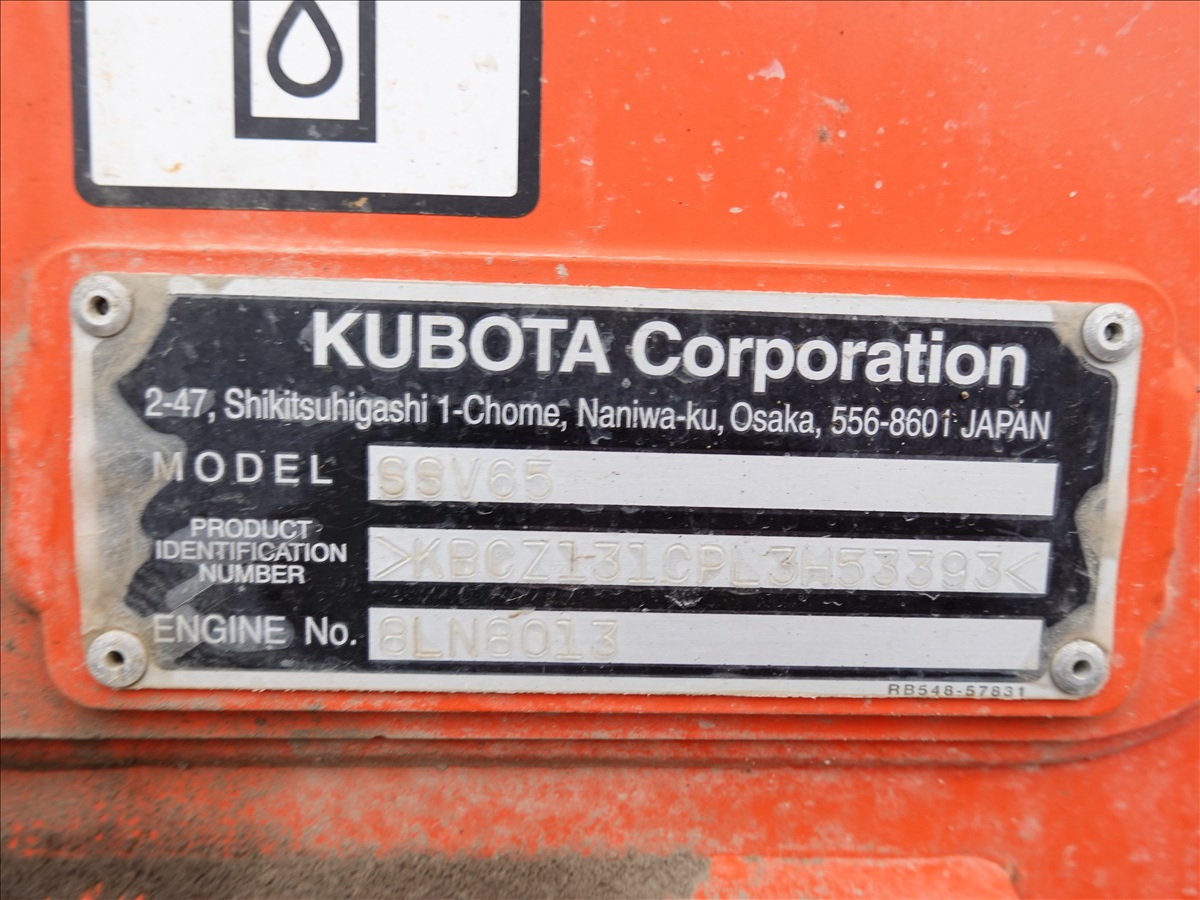 KUBOTA Corporation
2-47, Shikitsuhigashi 1-Chome, Naniwa-ku, Osaka, 556-8601 JAPAN
MODEL SSV65
PRODUCT IDENTIFICATION NUMBER >KBCZ131CPL3H53393<
ENGINE No. 8LN8013
RB548-57831